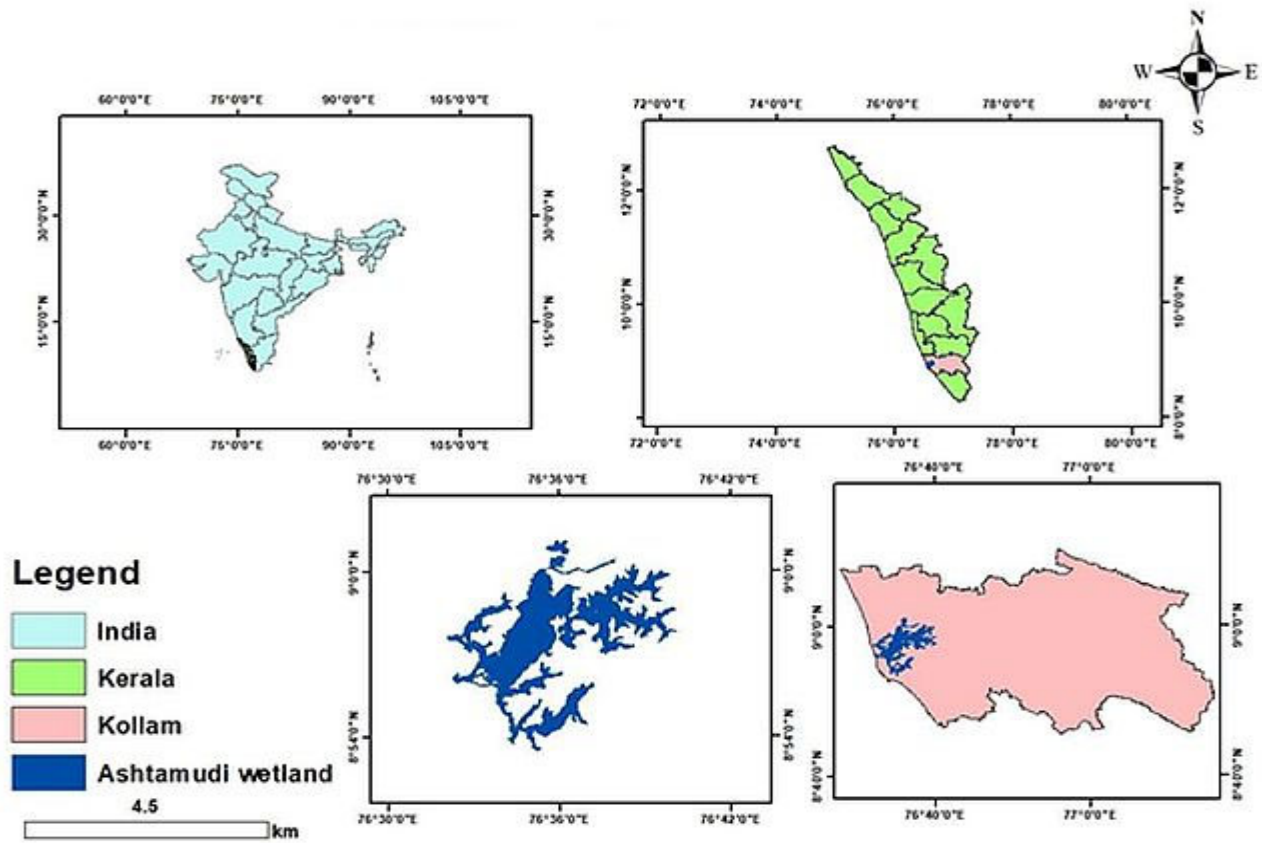 N
W E
S
60°0'0"E 75°0'0"E 90°0'0"E 105°0'0"E
30°0'0"N 30°0'0"N
15°0'0"N 15°0'0"N
60°0'0"E 75°0'0"E 90°0'0"E 105°0'0"E
72°0'0"E 74°0'0"E 76°0'0"E 78°0'0"E 80°0'0"E
12°0'0"N 12°0'0"N
10°0'0"N 10°0'0"N
8°0'0"N
72°0'0"E 74°0'0"E 76°0'0"E 78°0'0"E 80°0'0"E
76°30'0"E 76°36'0"E 76°42'0"E
9°0'0"N 9°0'0"N
8°54'0"N 8°54'0"N
76°30'0"E 76°36'0"E 76°42'0"E
76°40'0"E 77°0'0"E
9°0'0"N 9°0'0"N
8°40'0"N 8°40'0"N
76°40'0"E 77°0'0"E
Legend
India
Kerala
Kollam
Ashtamudi wetland
4.5
km